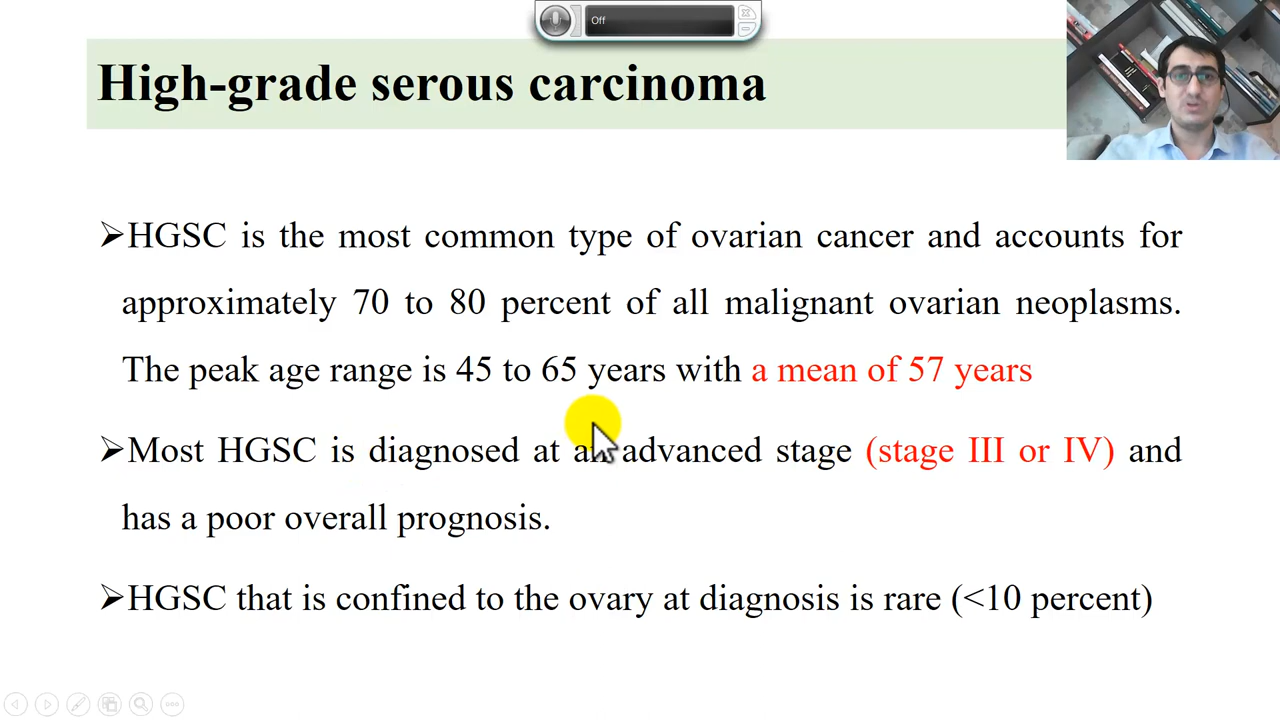 Off
High-grade serous carcinoma
➢HGSC is the most common type of ovarian cancer and accounts for
approximately 70 to 80 percent of all malignant ovarian neoplasms.
The peak age range is 45 to 65 years with a mean of 57 years
➢Most HGSC is diagnosed at an advanced stage (stage III or IV) and
has a poor overall prognosis.
➢HGSC that is confined to the ovary at diagnosis is rare (<10 percent)